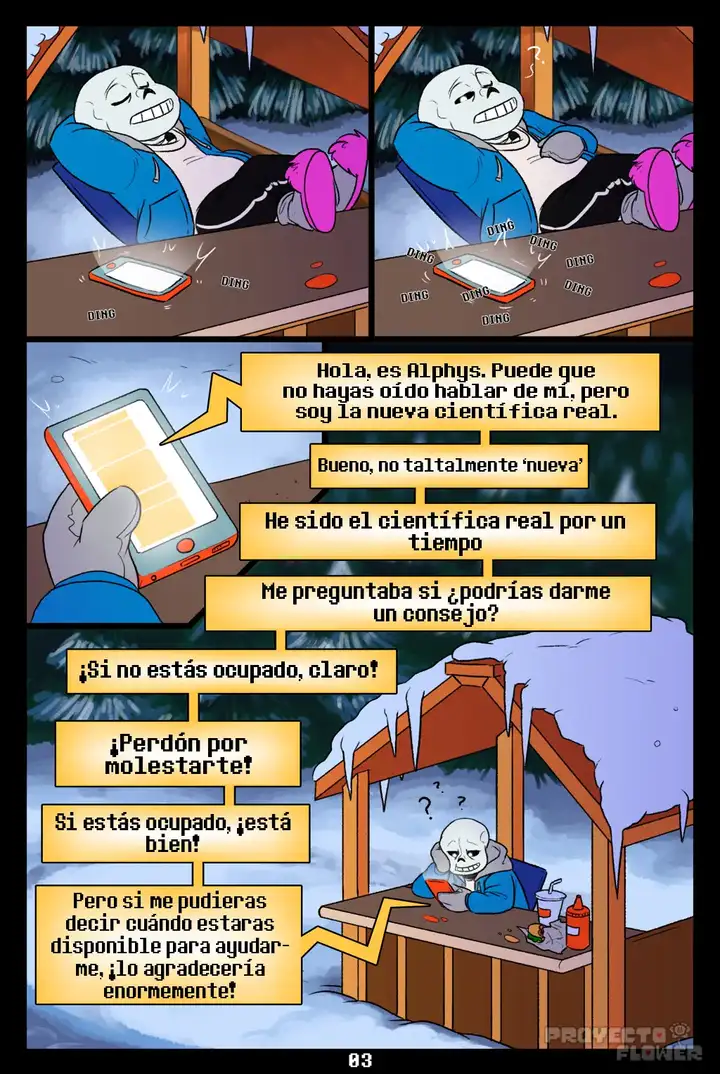 DING
DING
DING
DING
DING
DING
DING
DING
DING
DING
Hola, es Alphys. Puede que
no hayas oído hablar de mí, pero
soy la nueva científica real.
Bueno, no taltalmente ‘nueva’
He sido el científica real por un
tiempo
Me preguntaba si ¿podrías darme
un consejo?
¡Si no estás ocupado, claro!
¡Perdón por
molestarte!
Si estás ocupado, ¡está
bien!
Pero si me pudieras
decir cuándo estaras
disponible para ayudar-
me, ¡lo agradecería
enormemente!
PROYECTO
FLOWER
03